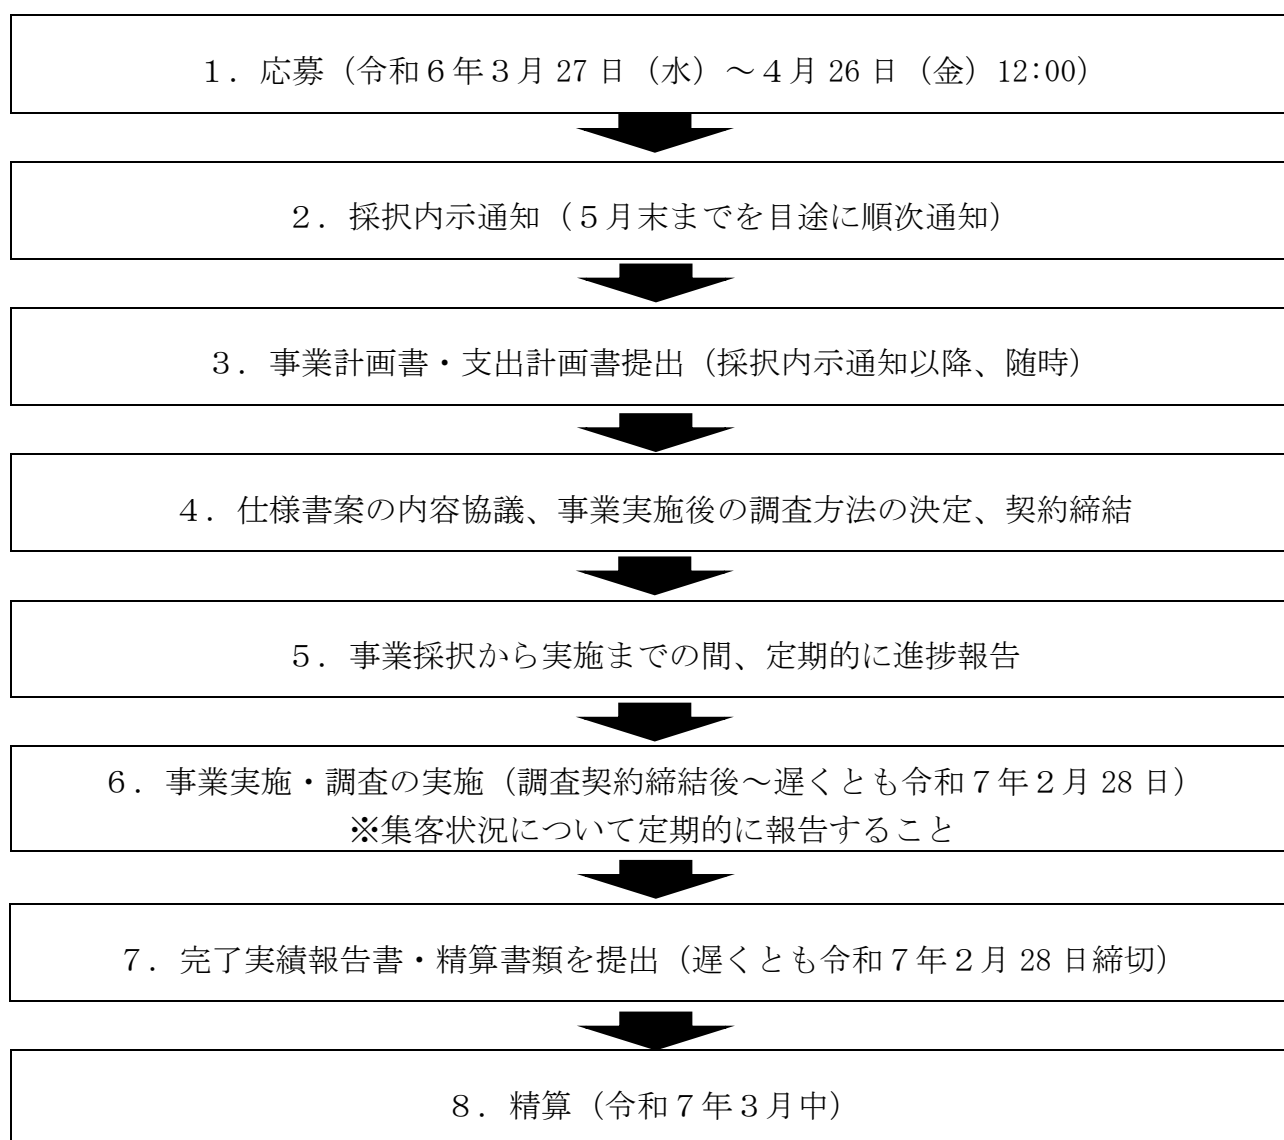 １．応募（令和６年３月 27 日（水）～４月 26 日（金）12:00）
２．採択内示通知（５月末までを目途に順次通知）
３．事業計画書・支出計画書提出（採択内示通知以降、随時）
４．仕様書案の内容協議、事業実施後の調査方法の決定、契約締結
５．事業採択から実施までの間、定期的に進捗報告
６．事業実施・調査の実施（調査契約締結後～遅くとも令和７年２月 28 日）
※集客状況について定期的に報告すること
７．完了実績報告書・精算書類を提出（遅くとも令和７年２月 28 日締切）
８．精算（令和７年３月中）